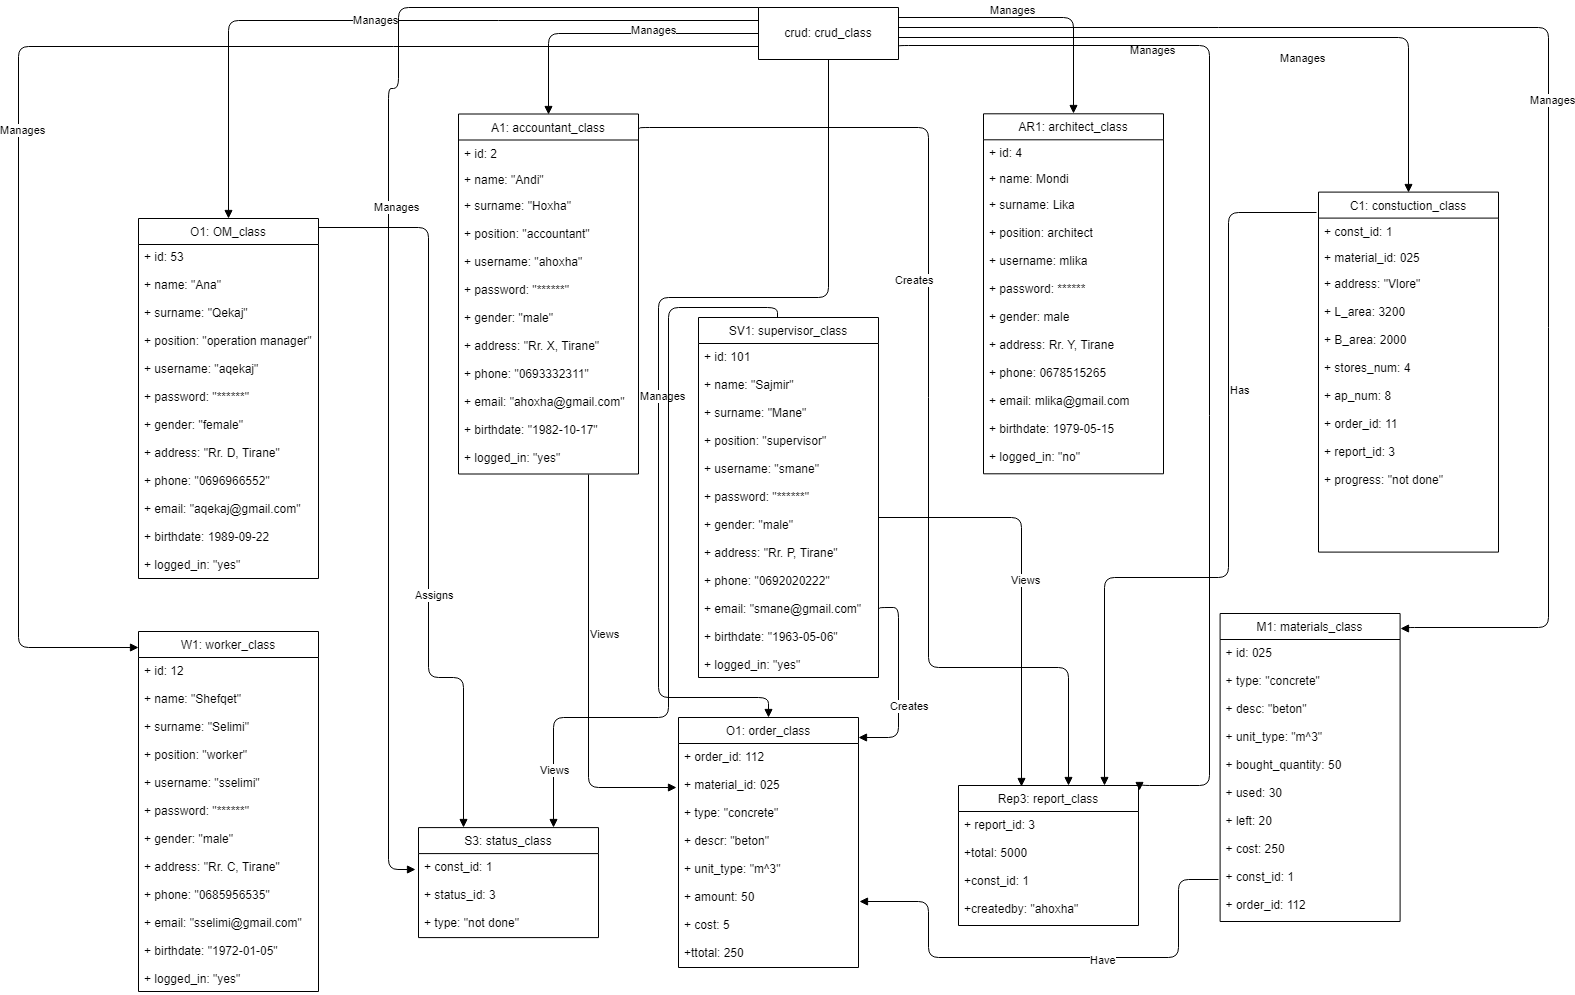 crud: crud_class
Manages
Manages
Manages
Manages
Manages
Manages
Manages
Manages
Manages
A1: accountant_class
+ id: 2
+ name: "Andi"
+ surname: "Hoxha"
+ position: "accountant"
+ username: "ahoxha"
+ password: "******"
+ gender: "male"
+ address: "Rr. X, Tirane"
+ phone: "0693332311"
+ email: "ahoxha@gmail.com"
+ birthdate: "1982-10-17"
+ logged_in: "yes"
AR1: architect_class
+ id: 4
+ name: Mondi
+ surname: Lika
+ position: architect
+ username: mlika
+ password: ******
+ gender: male
+ address: Rr. Y, Tirane
+ phone: 0678515265
+ email: mlika@gmail.com
+ birthdate: 1979-05-15
+ logged_in: "no"
C1: constuction_class
+ const_id: 1
+ material_id: 025
+ address: "Vlore"
+ L_area: 3200
+ B_area: 2000
+ stores_num: 4
+ ap_num: 8
+ order_id: 11
+ report_id: 3
+ progress: "not done"
O1: OM_class
+ id: 53
+ name: "Ana"
+ surname: "Qekaj"
+ position: "operation manager"
+ username: "aqekaj"
+ password: "******"
+ gender: "female"
+ address: "Rr. D, Tirane"
+ phone: "0696966552"
+ email: "aqekaj@gmail.com"
+ birthdate: 1989-09-22
+ logged_in: "yes"
Creates
SV1: supervisor_class
+ id: 101
+ name: "Sajmir"
+ surname: "Mane"
+ position: "supervisor"
+ username: "smane"
+ password: "******"
+ gender: "male"
+ address: "Rr. P, Tirane"
+ phone: "0692020222"
+ email: "smane@gmail.com"
+ birthdate: "1963-05-06"
+ logged_in: "yes"
Has
Views
Assigns
Views
Creates
Views
W1: worker_class
+ id: 12
+ name: "Shefqet"
+ surname: "Selimi"
+ position: "worker"
+ username: "sselimi"
+ password: "******"
+ gender: "male"
+ address: "Rr. C, Tirane"
+ phone: "0685956535"
+ email: "sselimi@gmail.com"
+ birthdate: "1972-01-05"
+ logged_in: "yes"
S3: status_class
+ const_id: 1
+ status_id: 3
+ type: "not done"
O1: order_class
+ order_id: 112
+ material_id: 025
+ type: "concrete"
+ descr: "beton"
+ unit_type: "m^3"
+ amount: 50
+ cost: 5
+ttotal: 250
Rep3: report_class
+ report_id: 3
+total: 5000
+const_id: 1
+createdby: "ahoxha"
M1: materials_class
+ id: 025
+ type: "concrete"
+ desc: "beton"
+ unit_type: "m^3"
+ bought_quantity: 50
+ used: 30
+ left: 20
+ cost: 250
+ const_id: 1
+ order_id: 112
Have